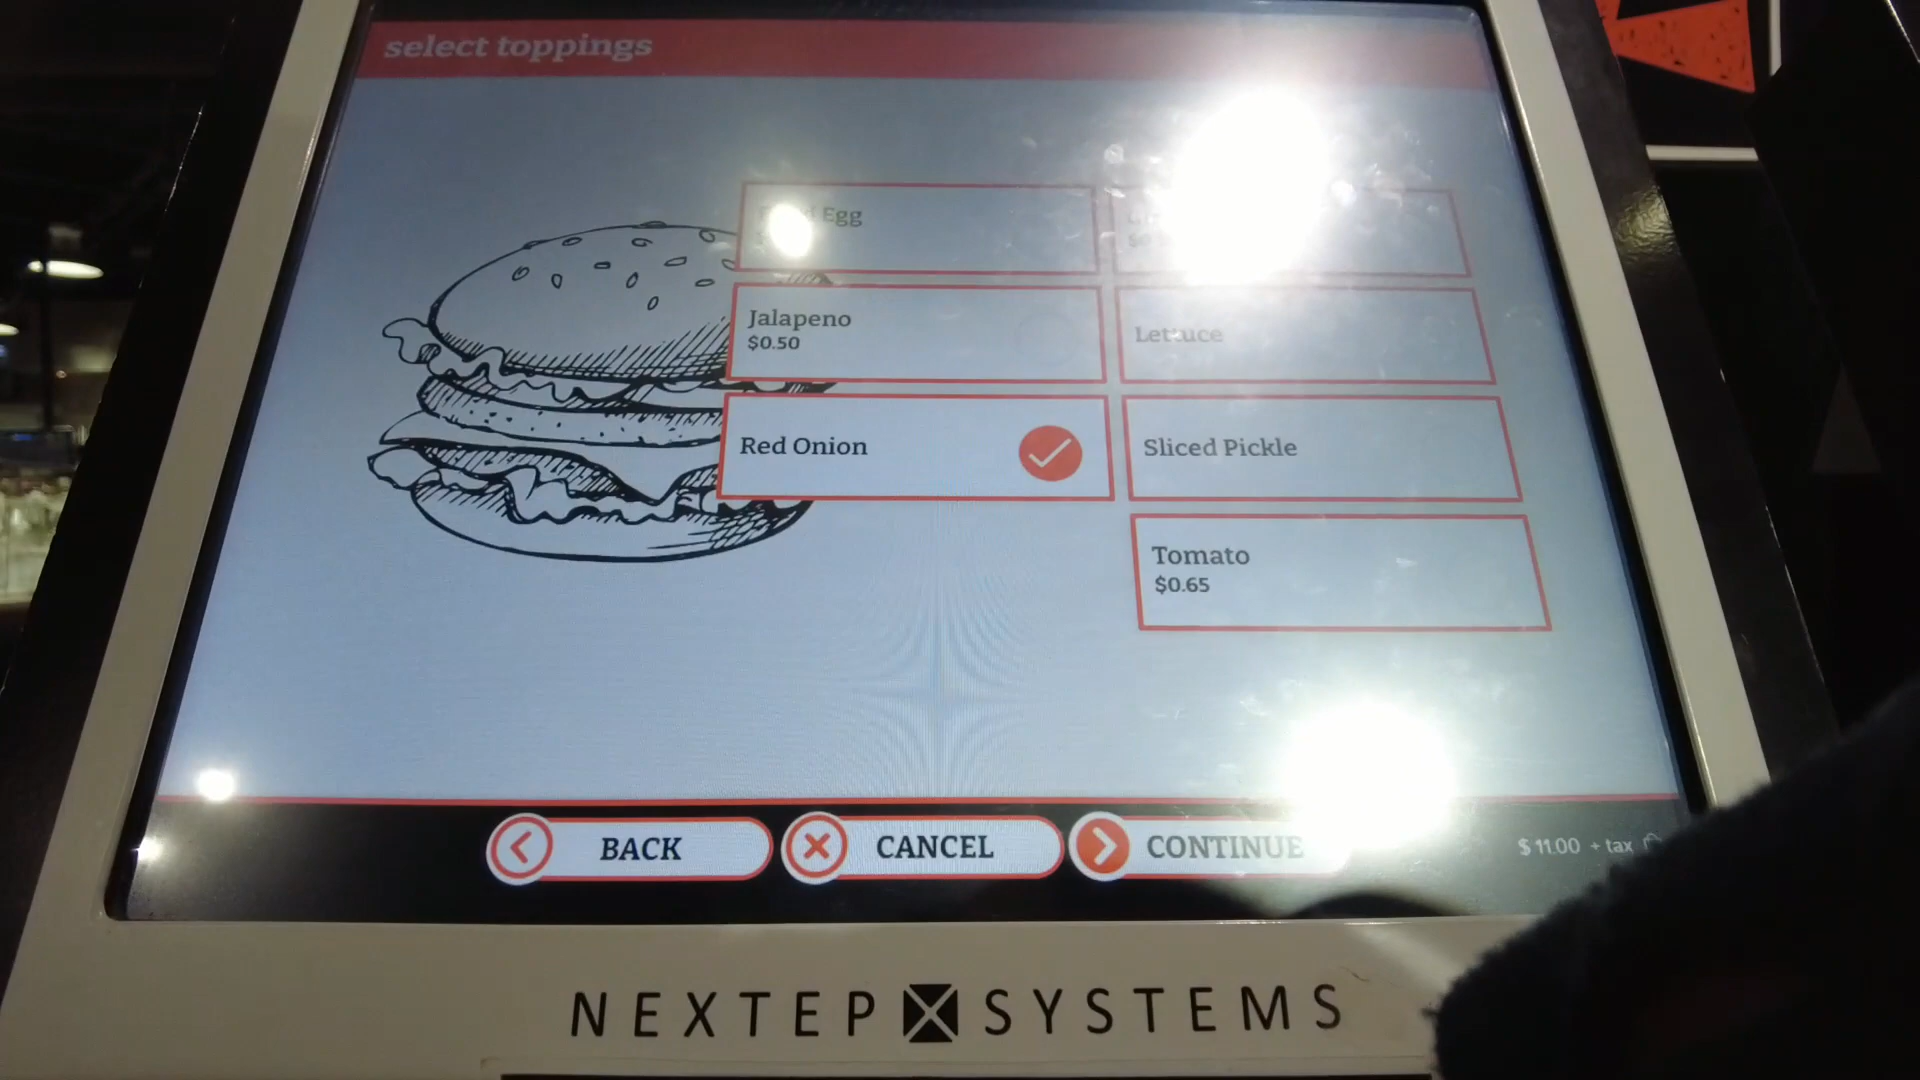 select toppings
Egg
Jalapeno
$0.50
Lettuce
Red Onion
Sliced Pickle
Tomato
$0.65
BACK
CANCEL
CONTINUE
$11.00 + tax
NEXTEP SYSTEMS